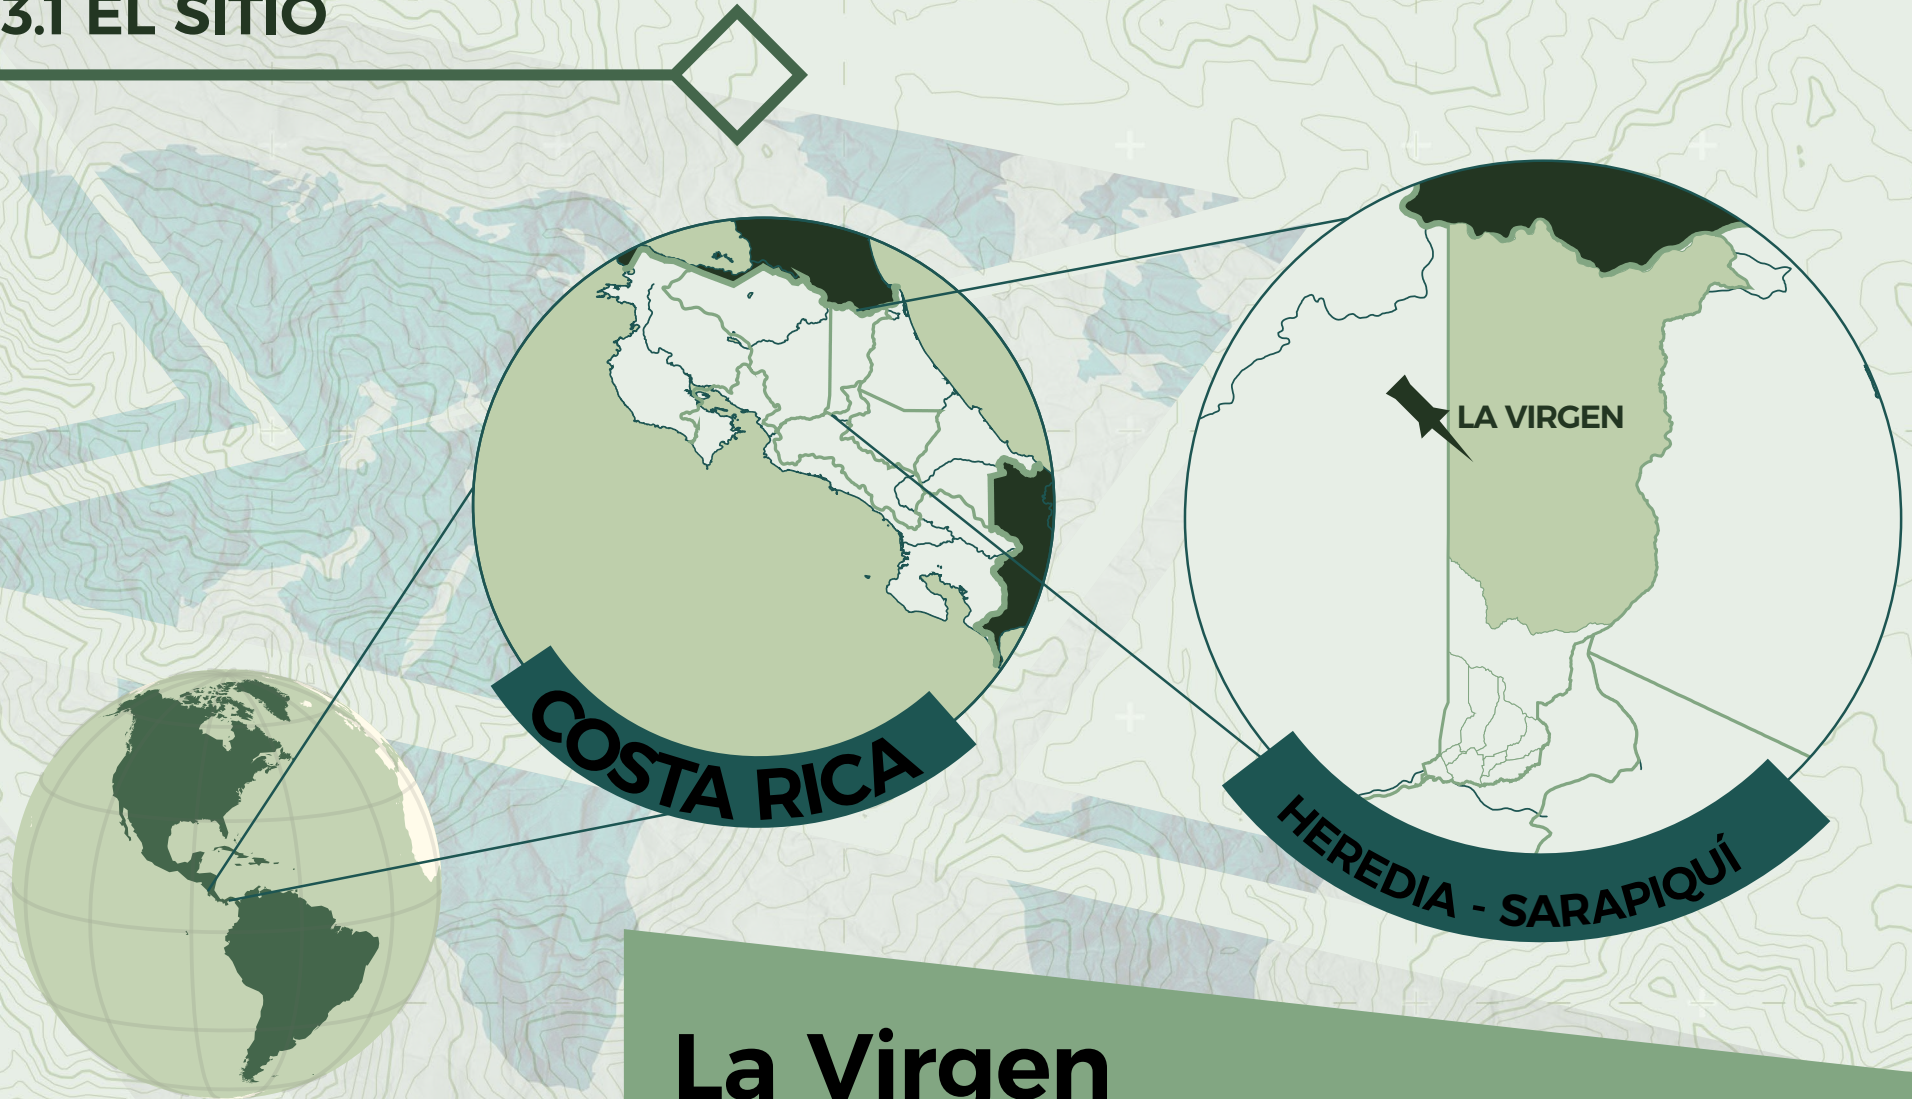 3.1 EL SITIO
LA VIRGEN
COSTA RICA
HEREDIA - SARAPIQUÍ
La Virgen